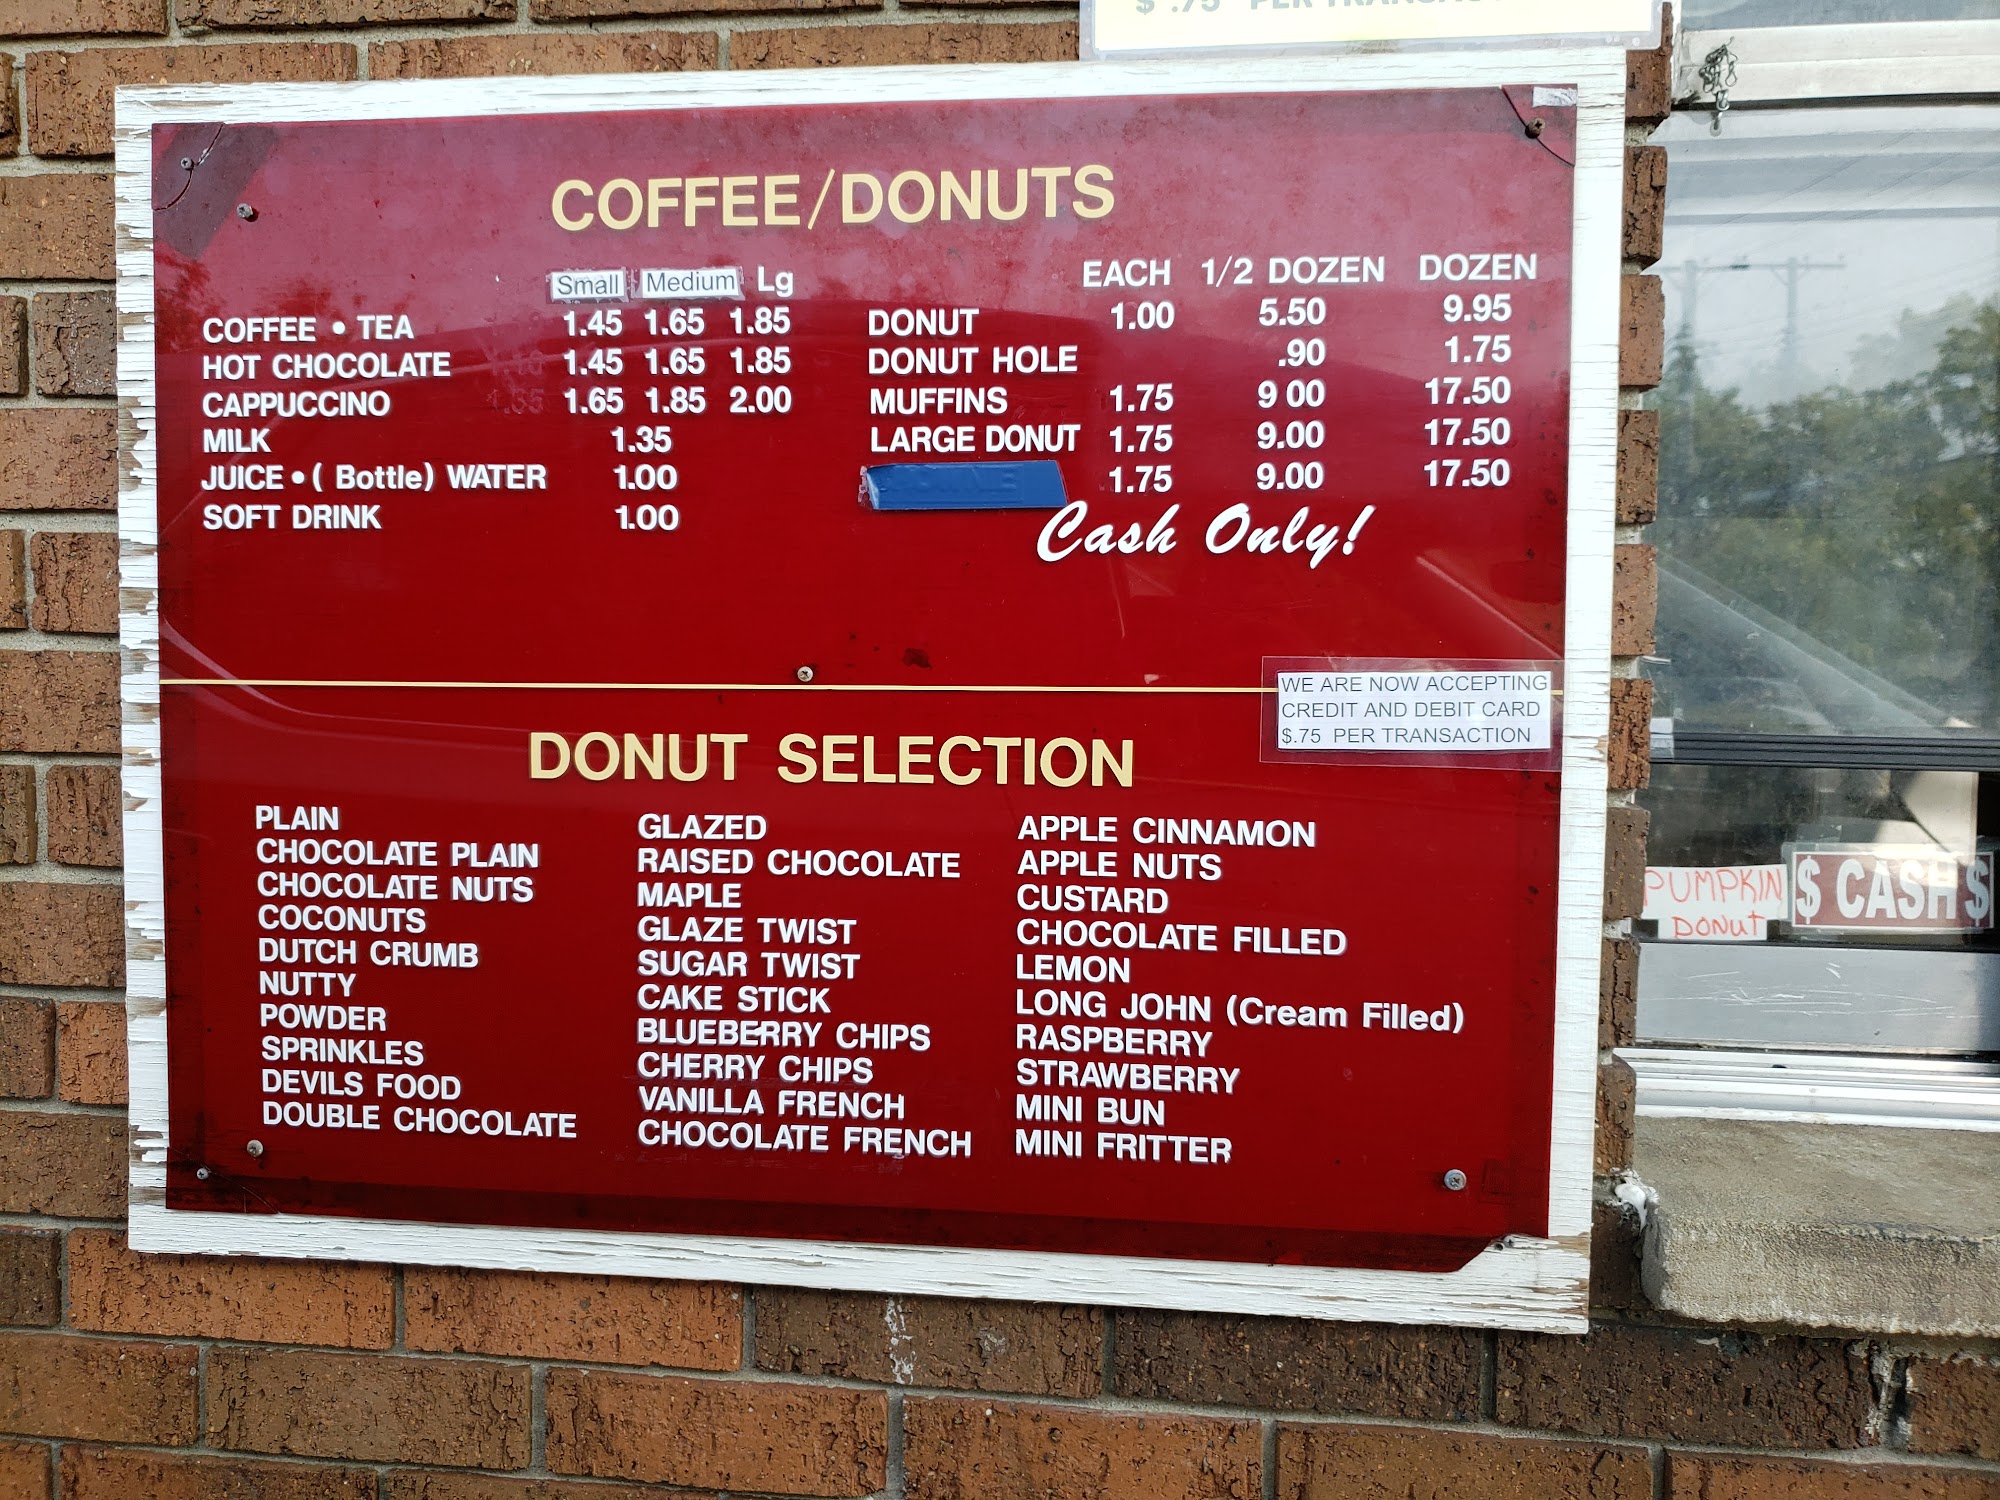 $ .75 PER TRANSACT
COFFEE/DONUTS
Small Medium Lg
COFFEE • TEA 1.45 1.65 1.85
HOT CHOCOLATE 1.45 1.65 1.85
CAPPUCCINO 1.65 1.85 2.00
MILK 1.35
JUICE • ( Bottle) WATER 1.00
SOFT DRINK 1.00
EACH 1/2 DOZEN DOZEN
DONUT 1.00 5.50 9.95
DONUT HOLE .90 1.75
MUFFINS 1.75 9 00 17.50
LARGE DONUT 1.75 9.00 17.50
1.75 9.00 17.50
Cash Only!
WE ARE NOW ACCEPTING
CREDIT AND DEBIT CARD
$.75 PER TRANSACTION
DONUT SELECTION
PLAIN
CHOCOLATE PLAIN
CHOCOLATE NUTS
COCONUTS
DUTCH CRUMB
NUTTY
POWDER
SPRINKLES
DEVILS FOOD
DOUBLE CHOCOLATE
GLAZED
RAISED CHOCOLATE
MAPLE
GLAZE TWIST
SUGAR TWIST
CAKE STICK
BLUEBERRY CHIPS
CHERRY CHIPS
VANILLA FRENCH
CHOCOLATE FRENCH
APPLE CINNAMON
APPLE NUTS
CUSTARD
CHOCOLATE FILLED
LEMON
LONG JOHN (Cream Filled)
RASPBERRY
STRAWBERRY
MINI BUN
MINI FRITTER
PUMPKIN
DONUT
$ CASH $